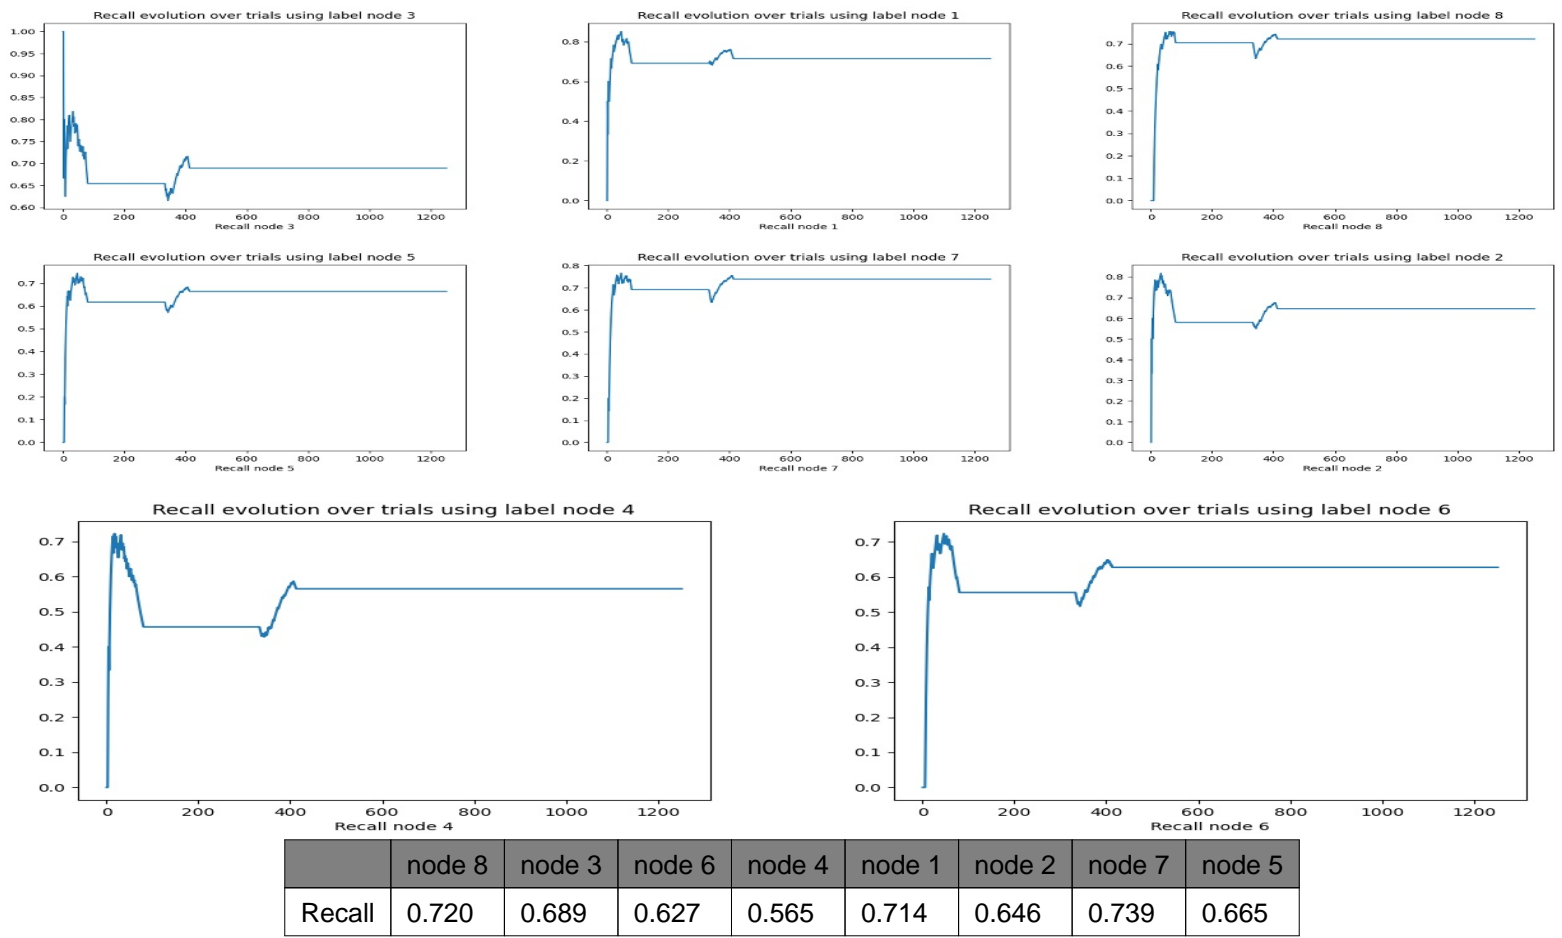 Recall evolution over trials using label node 3
1.00
0.95
0.90
0.85
0.80
0.75
0.70
0.65
0.60
0 200 400 600 800 1000 1200
Recall node 3
Recall evolution over trials using label node 1
0.8
0.6
0.4
0.2
0.0
0 200 400 600 800 1000 1200
Recall node 1
Recall evolution over trials using label node 8
0.7
0.6
0.5
0.4
0.3
0.2
0.1
0.0
0 200 400 600 800 1000 1200
Recall node 8
Recall evolution over trials using label node 5
0.7
0.6
0.5
0.4
0.3
0.2
0.1
0.0
0 200 400 600 800 1000 1200
Recall node 5
Recall evolution over trials using label node 7
0.8
0.7
0.6
0.5
0.4
0.3
0.2
0.1
0.0
0 200 400 600 800 1000 1200
Recall node 7
Recall evolution over trials using label node 2
0.8
0.7
0.6
0.5
0.4
0.3
0.2
0.1
0.0
0 200 400 600 800 1000 1200
Recall node 2
Recall evolution over trials using label node 4
0.7
0.6
0.5
0.4
0.3
0.2
0.1
0.0
0 200 400 600 800 1000 1200
Recall node 4
Recall evolution over trials using label node 6
0.7
0.6
0.5
0.4
0.3
0.2
0.1
0.0
0 200 400 600 800 1000 1200
Recall node 6
node 8 node 3 node 6 node 4 node 1 node 2 node 7 node 5
Recall 0.720 0.689 0.627 0.565 0.714 0.646 0.739 0.665